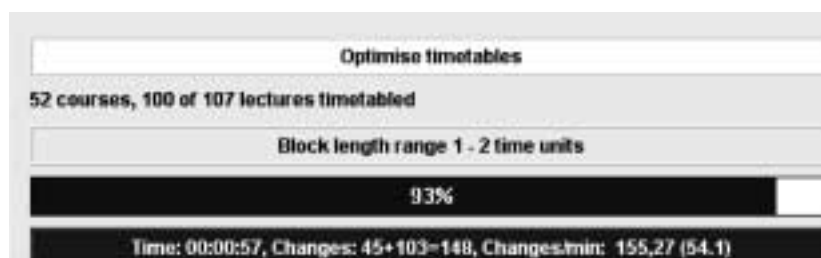 Optimise timetables
52 courses, 100 of 107 lectures timetabled
Block length range 1 - 2 time units
93%
Time: 00:00:57, Changes: 45+103=148, Changes/min: 155,27 (54.1)